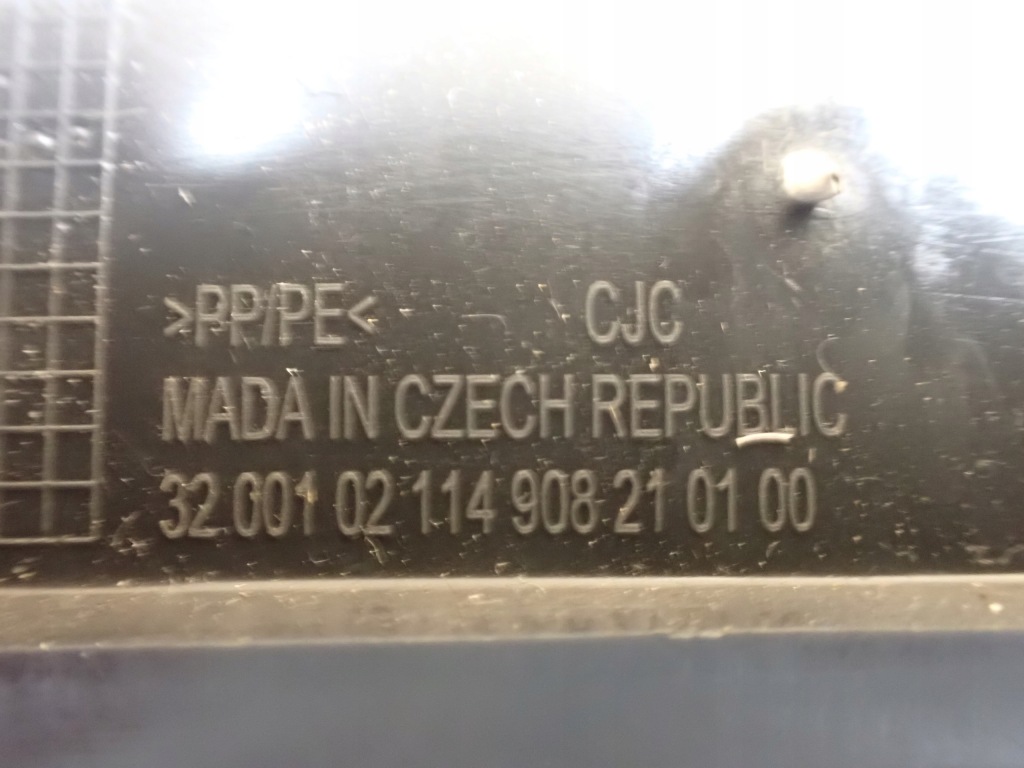 >PP/PE< CJC
MADA IN CZECH REPUBLIC
32 001 02 114 908 21 01 00